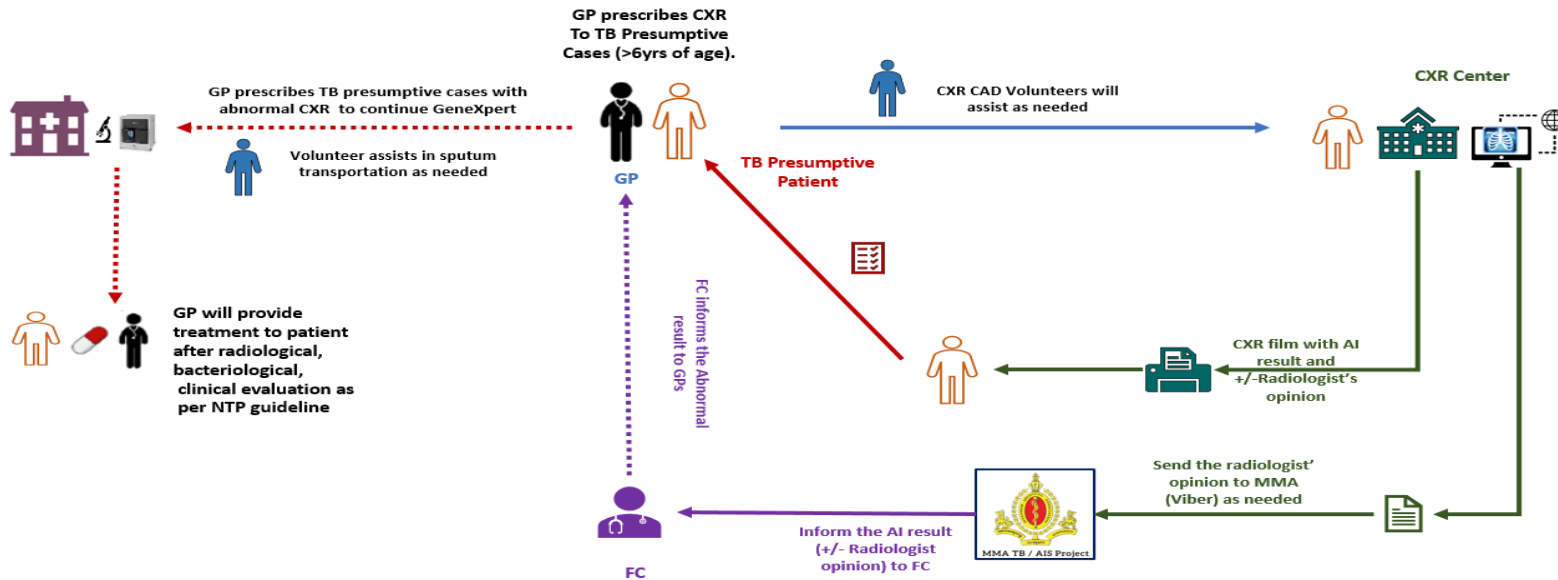 GP prescribes CXR
To TB Presumptive
Cases (>6yrs of age).
GP prescribes TB presumptive cases with
abnormal CXR to continue GeneXpert
Volunteer assists in sputum
transportation as needed
GP
CXR CAD Volunteers will
assist as needed
CXR Center
TB Presumptive
Patient
GP will provide
treatment to patient
after radiological,
bacteriological,
clinical evaluation as
per NTP guideline
FC informs the Abnormal
result to GPs
CXR film with AI
result and
+/-Radiologist's
opinion
Send the radiologist'
opinion to MMA
(Viber) as needed
MMA TB / AIS Project
Inform the AI result
(+/- Radiologist
opinion) to FC
FC